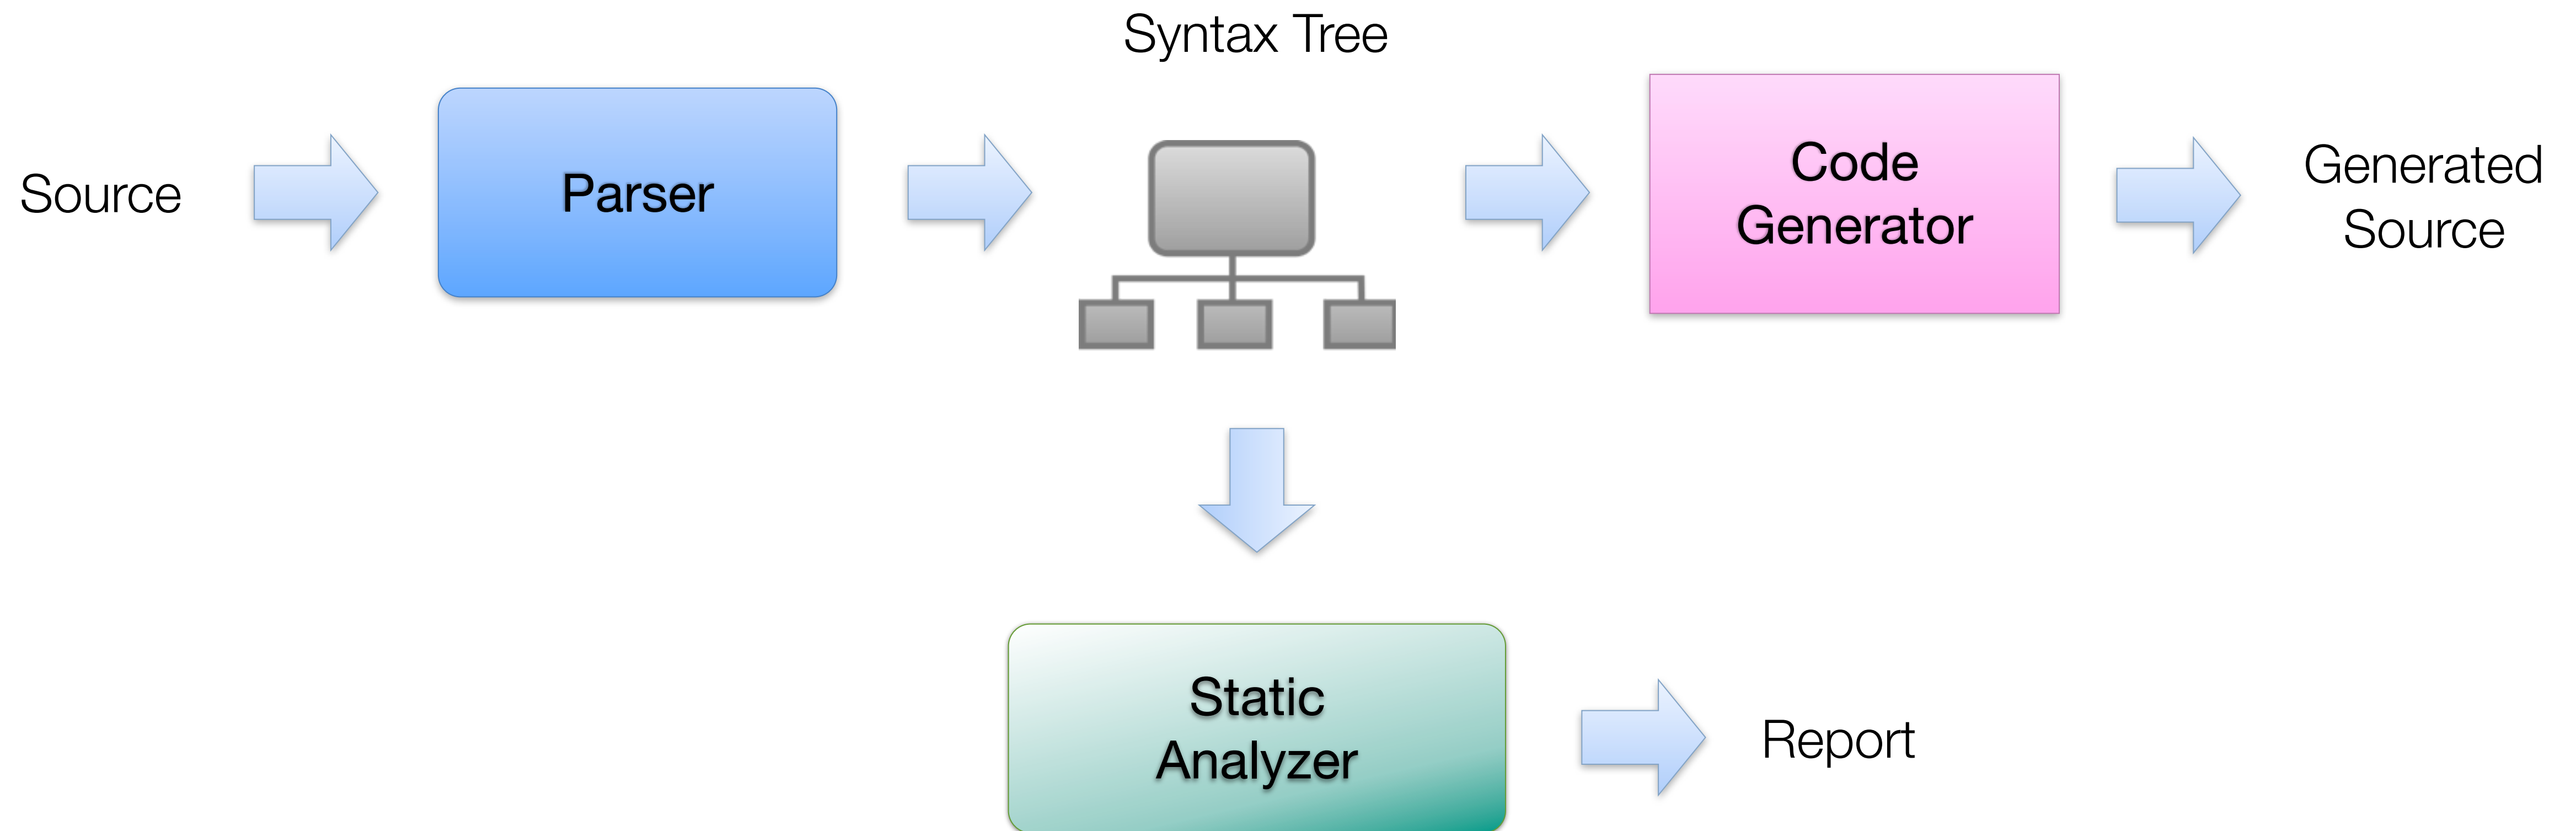 Syntax Tree
Source
Parser
Code
Generator
Generated
Source
Static
Analyzer
Report